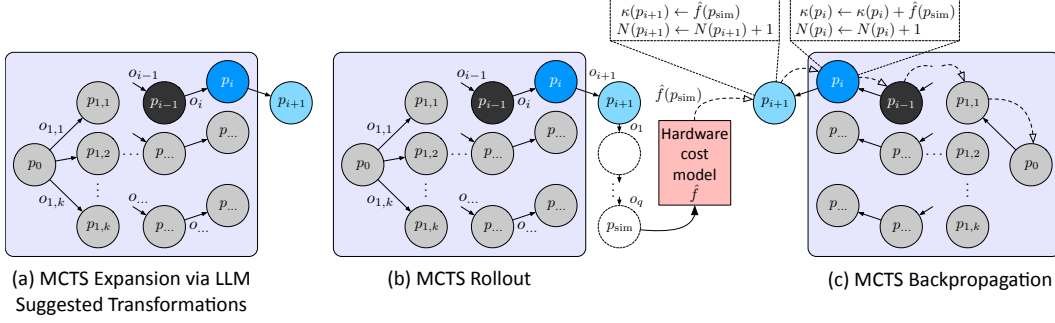 κ(p_{i+1}) ← f̂(p_sim)
N(p_{i+1}) ← N(p_{i+1}) + 1
κ(p_i) ← κ(p_i) + f̂(p_sim)
N(p_i) ← N(p_i) + 1
p_0
o_{1,1}
o_{1,k}
p_{1,1}
p_{1,2}
p_{1,k}
...
⋮
o_{i−1}
p_{i−1}
o_i
p_i
p_{i+1}
p_{...}
p_{...}
o_{...}
p_{...}
o_{...}
p_{...}
(a) MCTS Expansion via LLM
Suggested Transformations
p_0
o_{1,1}
o_{1,k}
p_{1,1}
p_{1,2}
p_{1,k}
...
⋮
o_{i−1}
p_{i−1}
o_i
p_i
o_{i+1}
p_{i+1}
o_1
⋮
o_q
p_sim
p_{...}
p_{...}
o_{...}
p_{...}
o_{...}
p_{...}
f̂(p_sim)
Hardware
cost
model
f̂
(b) MCTS Rollout
p_{i+1}
p_i
p_{i−1}
p_{1,1}
p_0
p_{...}
p_{...}
...
p_{1,2}
⋮
p_{...}
p_{...}
p_{1,k}
(c) MCTS Backpropagation